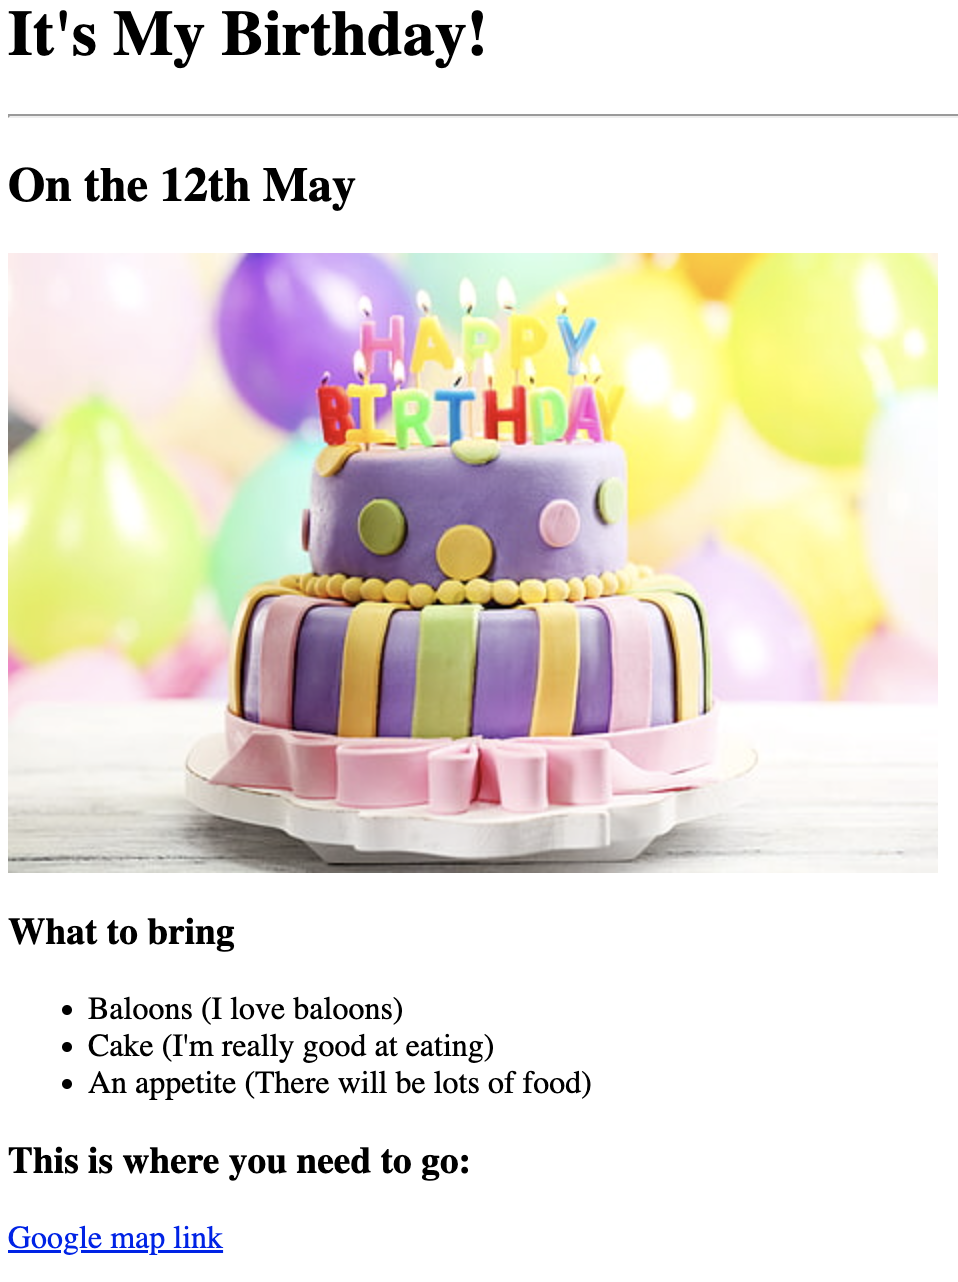 It's My Birthday!
On the 12th May
HAPPY
BIRTHDAY
What to bring
Baloons (I love baloons)
Cake (I'm really good at eating)
An appetite (There will be lots of food)
This is where you need to go:
Google map link